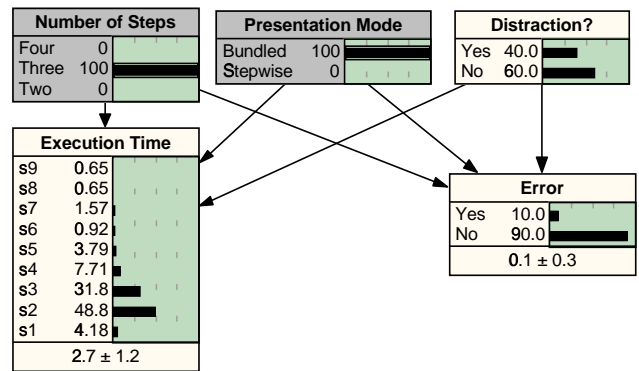 Number of Steps
Four 0
Three 100
Two 0
Presentation Mode
Bundled 100
Stepwise 0
Distraction?
Yes 40.0
No 60.0
Execution Time
s9 0.65
s8 0.65
s7 1.57
s6 0.92
s5 3.79
s4 7.71
s3 31.8
s2 48.8
s1 4.18
2.7 ± 1.2
Error
Yes 10.0
No 90.0
0.1 ± 0.3